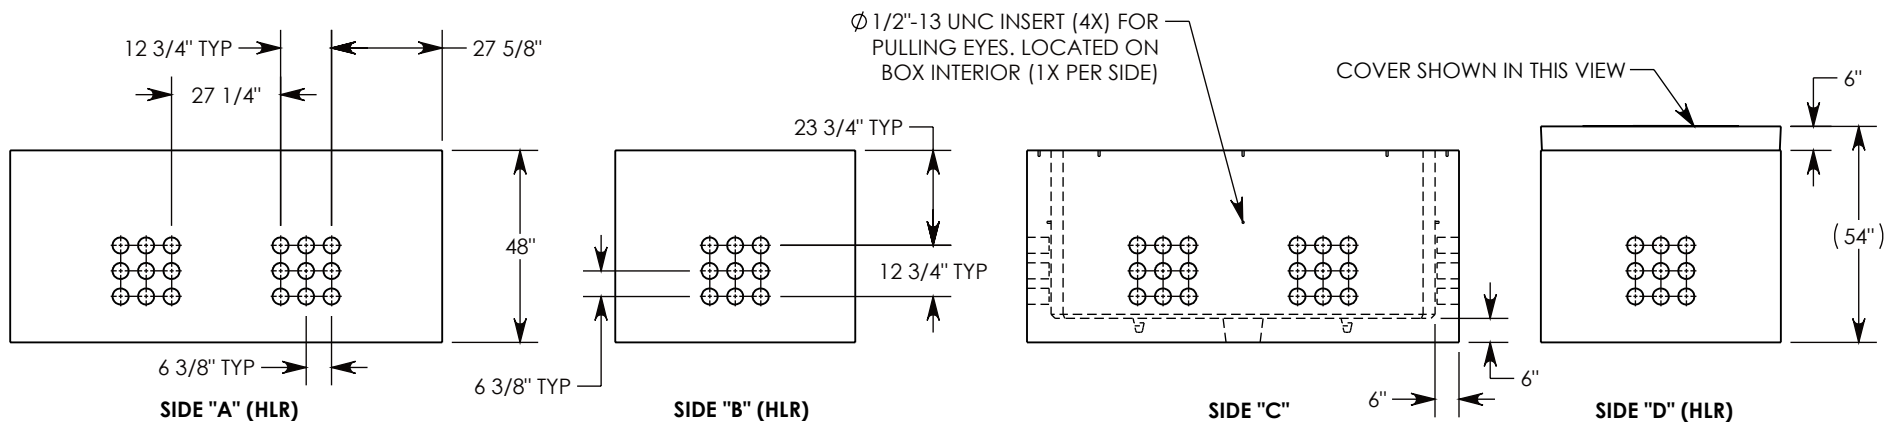 12 3/4" TYP
27 5/8"
27 1/4"
48"
6 3/8" TYP
SIDE "A" (HLR)
23 3/4" TYP
12 3/4" TYP
6 3/8" TYP
SIDE "B" (HLR)
Ø 1/2"-13 UNC INSERT (4X) FOR
PULLING EYES. LOCATED ON
BOX INTERIOR (1X PER SIDE)
6"
6"
SIDE "C"
COVER SHOWN IN THIS VIEW
6"
( 54" )
SIDE "D" (HLR)